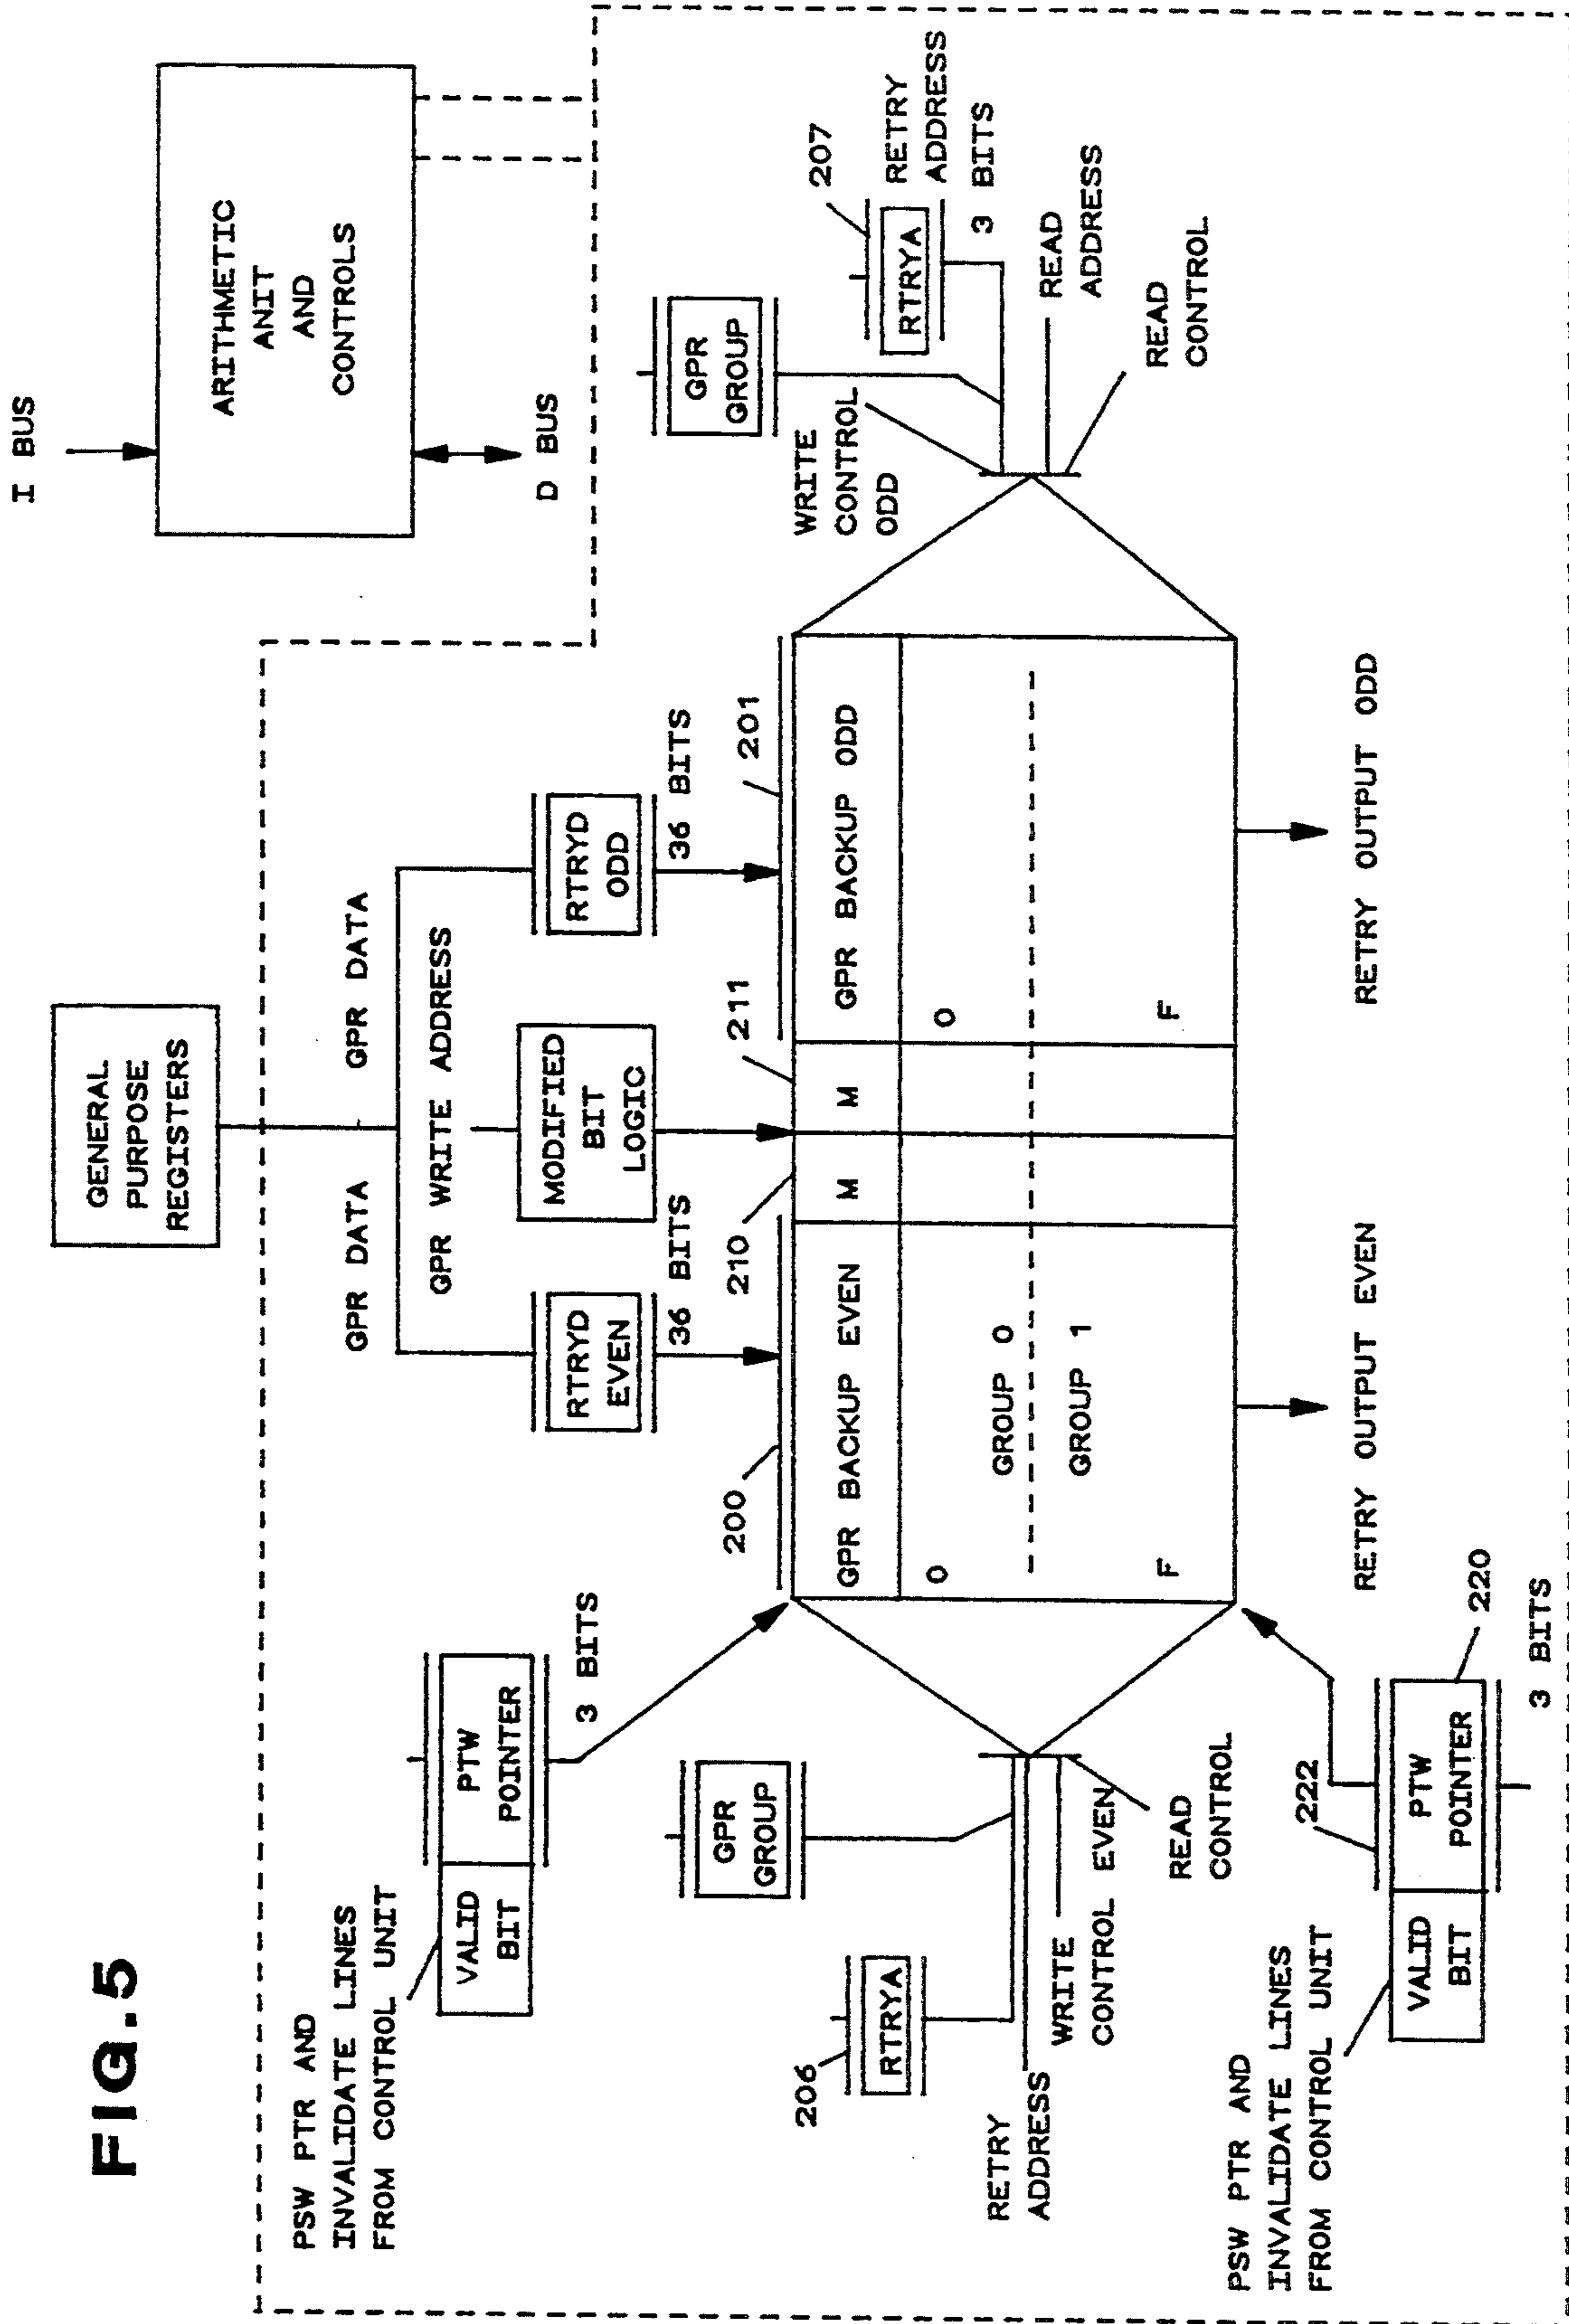 FIG.5
I BUS
ARITHMETIC
ANIT
AND
CONTROLS
D BUS
GENERAL
PURPOSE
REGISTERS
PSW PTR AND
INVALIDATE LINES
FROM CONTROL UNIT
VALID
BIT
PTW
POINTER
3 BITS
GPR DATA
GPR DATA
GPR WRITE ADDRESS
RTRYD
EVEN
36 BITS
MODIFIED
BIT
LOGIC
RTRYD
ODD
36 BITS
200
210
211
201
GPR BACKUP EVEN
M
M
GPR BACKUP ODD
0
GROUP 0
GROUP 1
F
0
F
GPR
GROUP
206
RTRYA
RETRY
ADDRESS
WRITE
CONTROL EVEN
READ
CONTROL
GPR
GROUP
207
RTRYA
RETRY
ADDRESS
3 BITS
WRITE
CONTROL
ODD
READ
ADDRESS
READ
CONTROL
RETRY OUTPUT EVEN
RETRY OUTPUT ODD
PSW PTR AND
INVALIDATE LINES
FROM CONTROL UNIT
222
VALID
BIT
PTW
POINTER
220
3 BITS